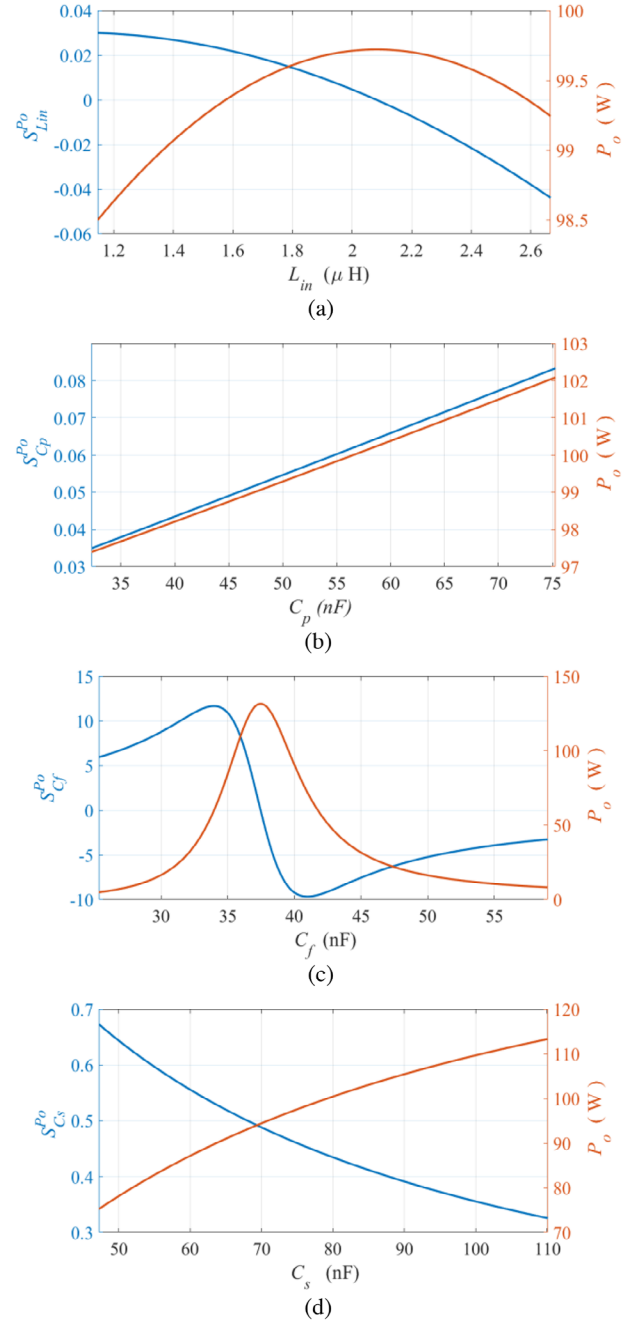 0.04 100
0.02 99.5
0
-0.02 99
-0.04
-0.06 98.5
S_{Lin}^{Po}
P_o (W)
1.2 1.4 1.6 1.8 2 2.2 2.4 2.6
L_{in} (μ H)
(a)
103
0.08 102
0.07 101
0.06 100
0.05 99
0.04 98
0.03 97
S_{Cp}^{Po}
P_o (W)
35 40 45 50 55 60 65 70 75
C_p (nF)
(b)
15 150
10
5 100
0
-5 50
-10 0
S_{Cf}^{Po}
P_o (W)
30 35 40 45 50 55
C_f (nF)
(c)
0.7 120
110
0.6
100
0.5
90
0.4
80
0.3 70
S_{Cs}^{Po}
P_o (W)
50 60 70 80 90 100 110
C_s (nF)
(d)